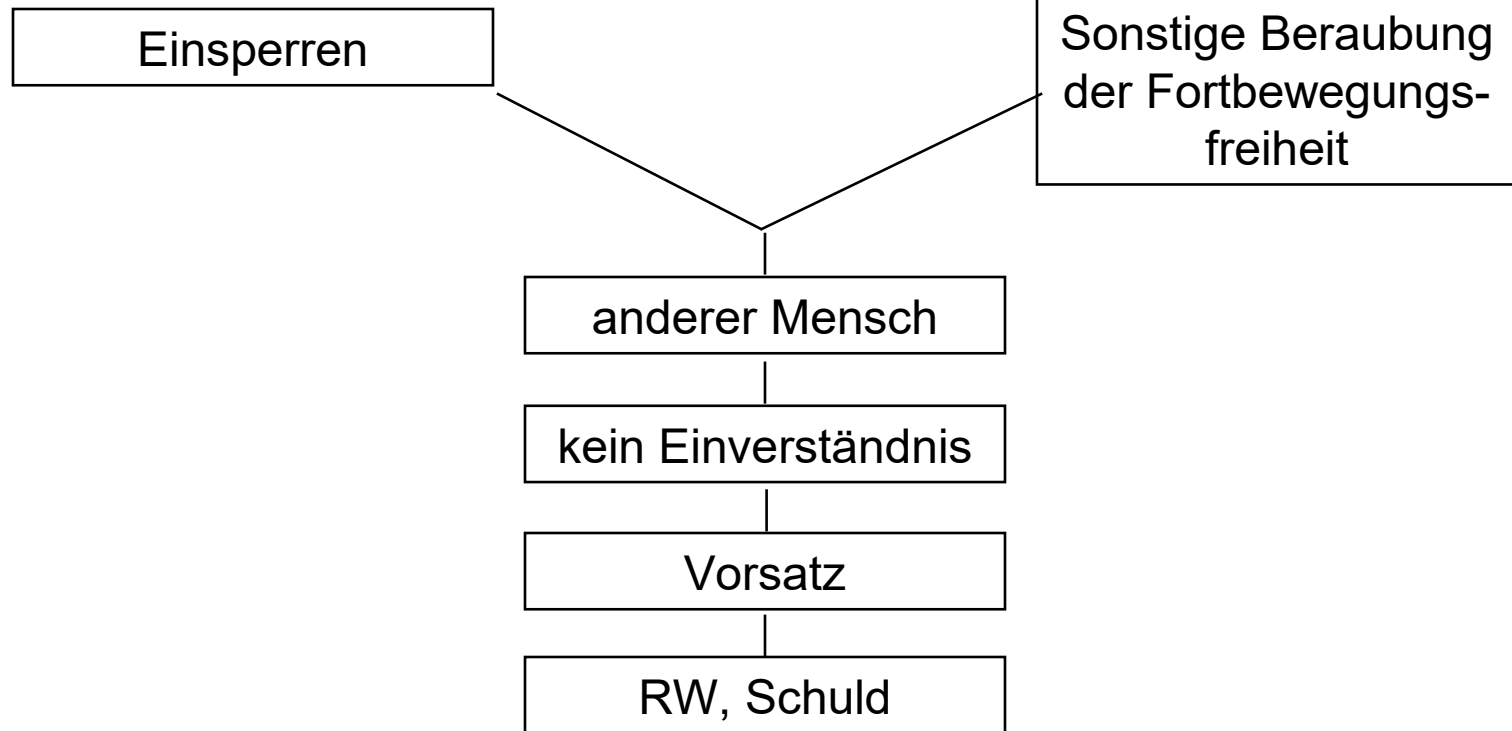 Einsperren
Sonstige Beraubung
der Fortbewegungs-
freiheit
anderer Mensch
kein Einverständnis
Vorsatz
RW, Schuld